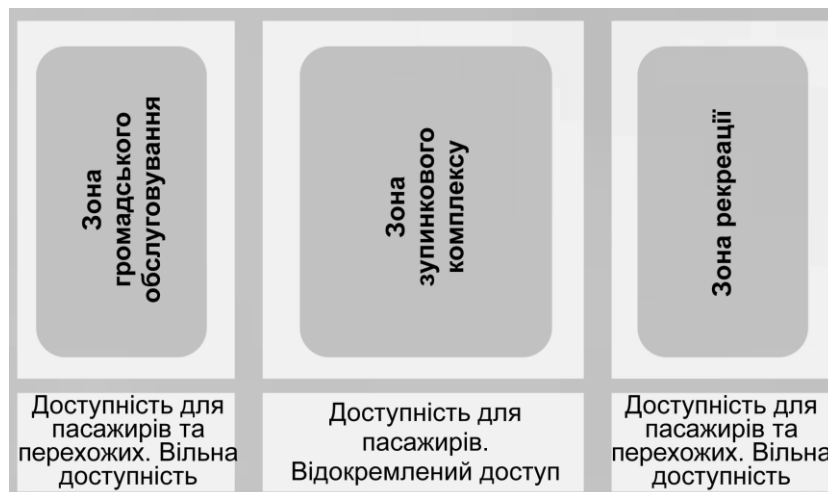 Зона
громадського
обслуговування
Зона
зупинкового
комплексу
Зона рекреації
Доступність для
пасажирів та
перехожих. Вільна
доступність
Доступність для
пасажирів.
Відокремлений доступ
Доступність для
пасажирів та
перехожих. Вільна
доступність